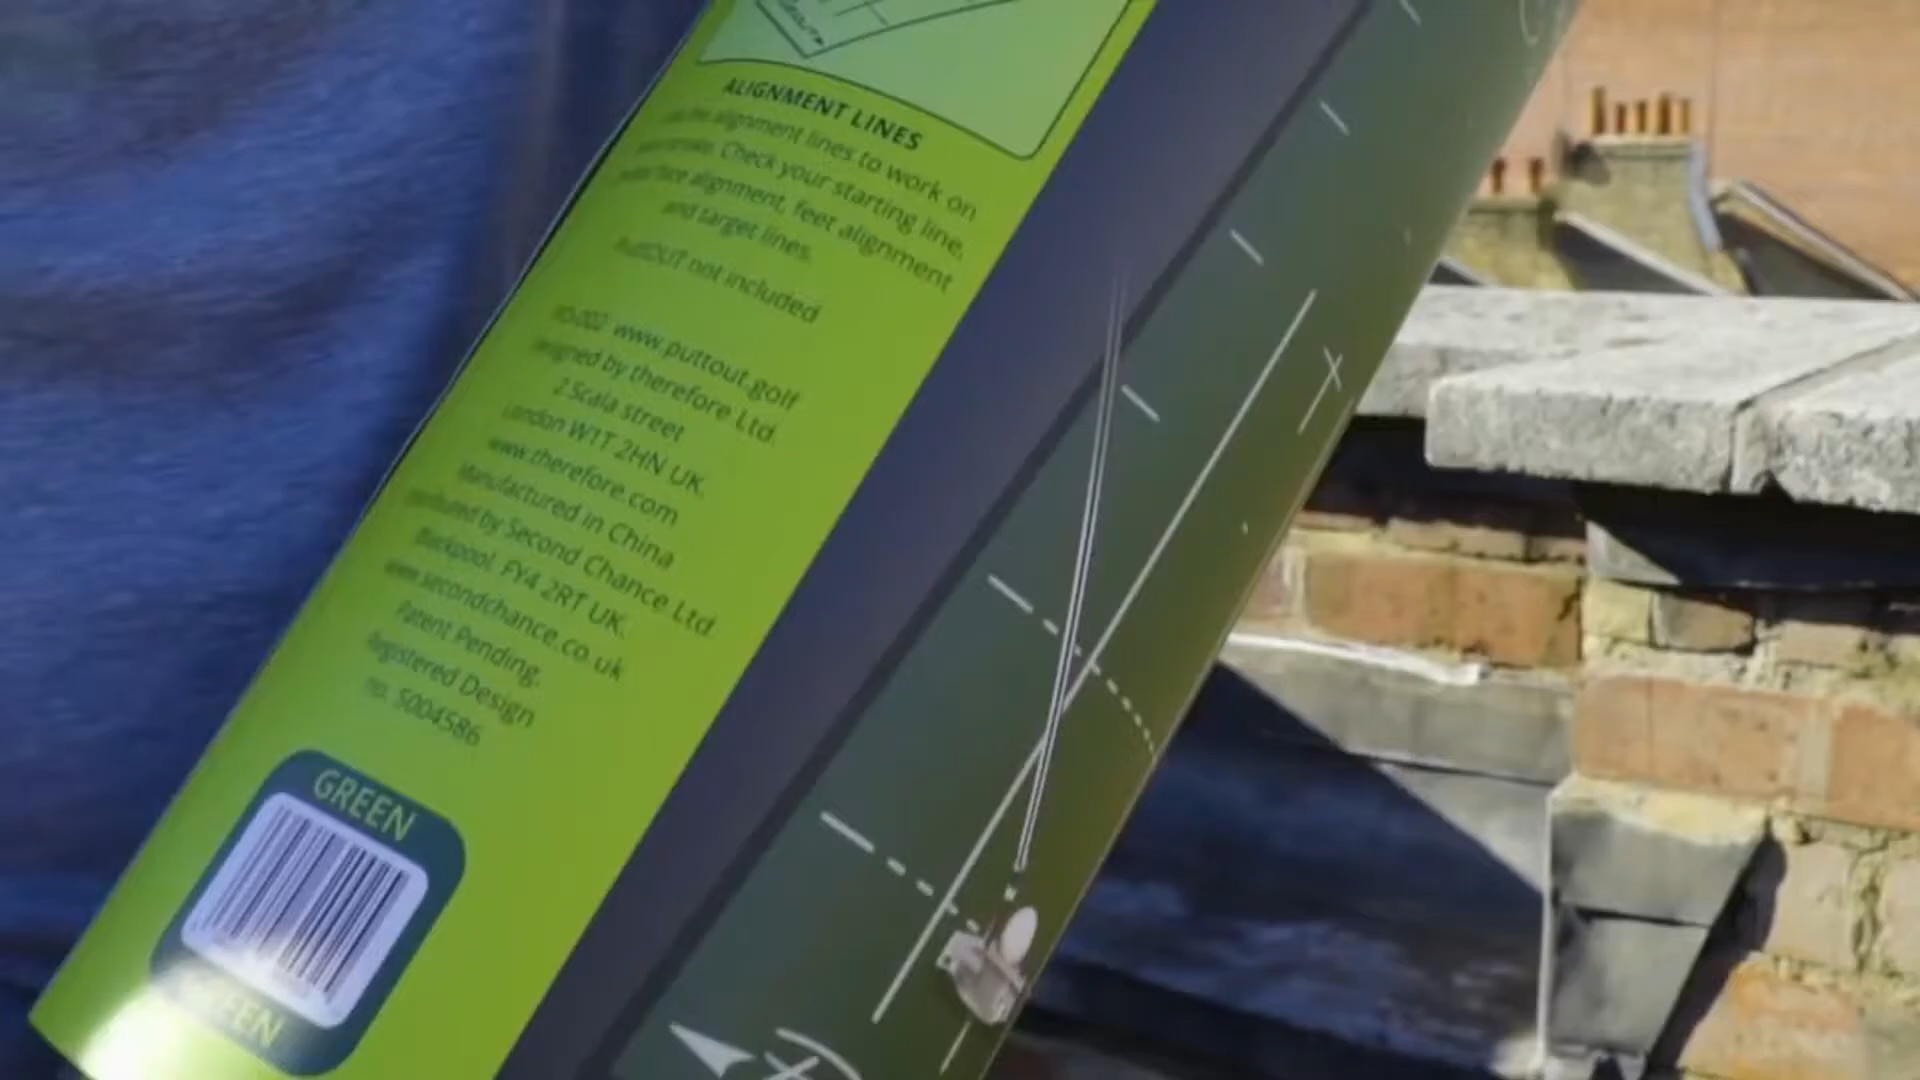 ALIGNMENT LINES
alignment lines to work on
Check your starting line,
face alignment, feet alignment
and target lines.
PuttOUT not included
www.puttout.golf
designed by therefore Ltd.
2 Scala street
London W1T 2HN UK.
www.therefore.com
Manufactured in China
by Second Chance Ltd.
Blackpool. FY4 2RT UK.
www.secondchance.co.uk
Patent Pending.
Registered Design
no. 5004586
GREEN
GREEN